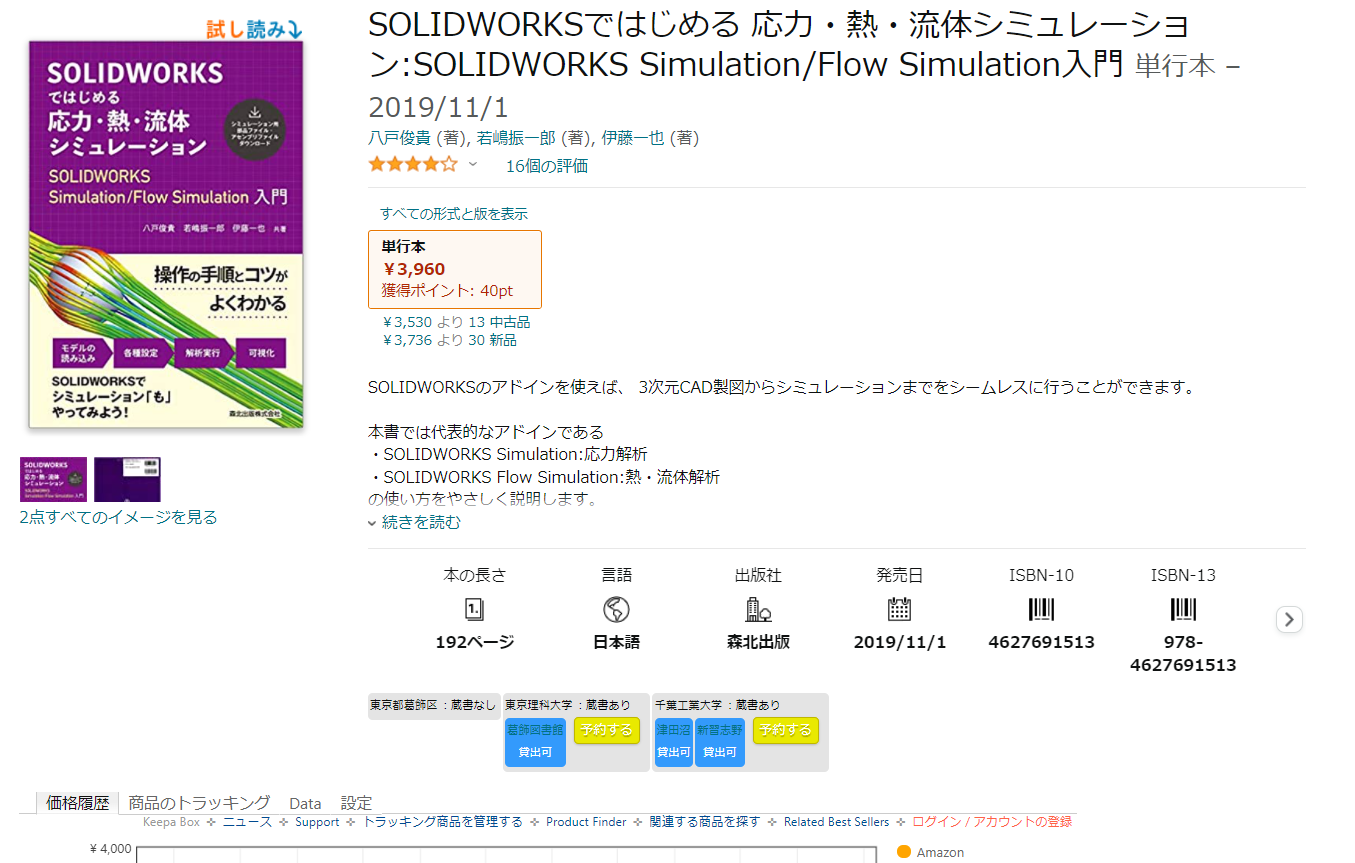 試し読み
SOLIDWORKS
ではじめる
応力・熱・流体
シミュレーション
シミュレーション用
部品ファイル・
アセンブリファイル
ダウンロード
SOLIDWORKS
Simulation/Flow Simulation 入門
八戸俊貴 若嶋振一郎 伊藤一也 共著
操作の手順とコツが
よくわかる
モデルの
読み込み
各種設定
解析実行
可視化
SOLIDWORKSで
シミュレーション「も」
やってみよう!
森北出版株式会社
2点すべてのイメージを見る
SOLIDWORKSではじめる 応力・熱・流体シミュレーショ
ン:SOLIDWORKS Simulation/Flow Simulation入門 単行本 –
2019/11/1
八戸俊貴 (著), 若嶋振一郎 (著), 伊藤一也 (著)
16個の評価
すべての形式と版を表示
単行本
￥3,960
獲得ポイント: 40pt
￥3,530 より 13 中古品
￥3,736 より 30 新品
SOLIDWORKSのアドインを使えば、 3次元CAD製図からシミュレーションまでをシームレスに行うことができます。
本書では代表的なアドインである
・SOLIDWORKS Simulation:応力解析
・SOLIDWORKS Flow Simulation:熱・流体解析
の使い方をやさしく説明します。
続きを読む
本の長さ
192ページ
言語
日本語
出版社
森北出版
発売日
2019/11/1
ISBN-10
4627691513
ISBN-13
978-
4627691513
東京都葛飾区 : 蔵書なし
東京理科大学 : 蔵書あり
葛飾図書館
貸出可
予約する
千葉工業大学 : 蔵書あり
津田沼
貸出可
新習志野
貸出可
予約する
価格履歴 商品のトラッキング Data 設定
Keepa Box ✧ ニュース ✧ Support ✧ トラッキング商品を管理する ✧ Product Finder ✧ 関連する商品を探す ✧ Related Best Sellers ✧ ログイン / アカウントの登録
¥ 4,000
Amazon